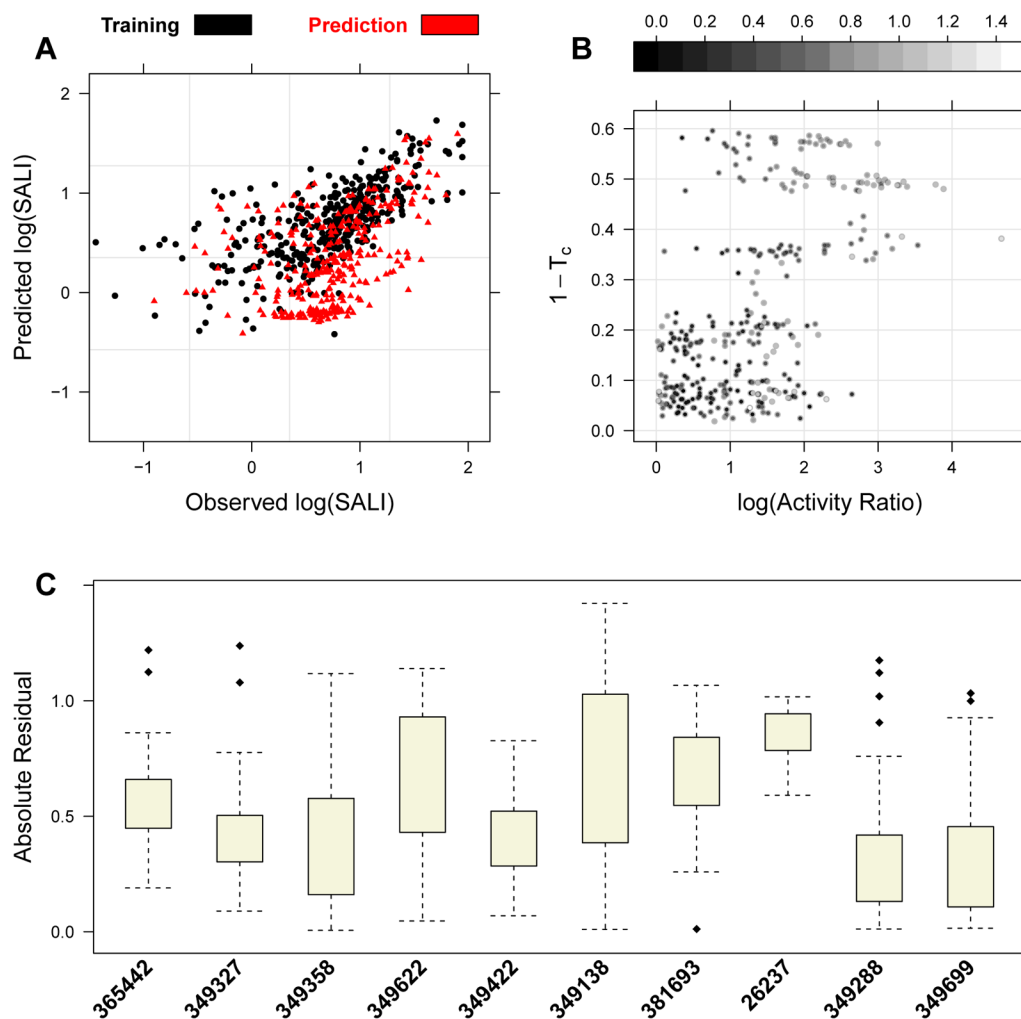 Training
Prediction
A
2
1
0
−1
−1
0
1
2
Predicted log(SALI)
Observed log(SALI)
B
0.0 0.2 0.4 0.6 0.8 1.0 1.2 1.4
0.6
0.5
0.4
0.3
0.2
0.1
0.0
0 1 2 3 4
1 − Tc
log(Activity Ratio)
C
1.0
0.5
0.0
Absolute Residual
365442
349327
349358
349622
349422
349138
381693
26237
349288
349699